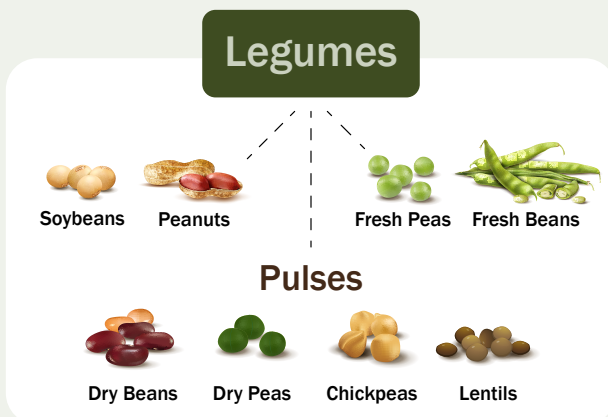 Legumes
Soybeans
Peanuts
Fresh Peas
Fresh Beans
Pulses
Dry Beans
Dry Peas
Chickpeas
Lentils